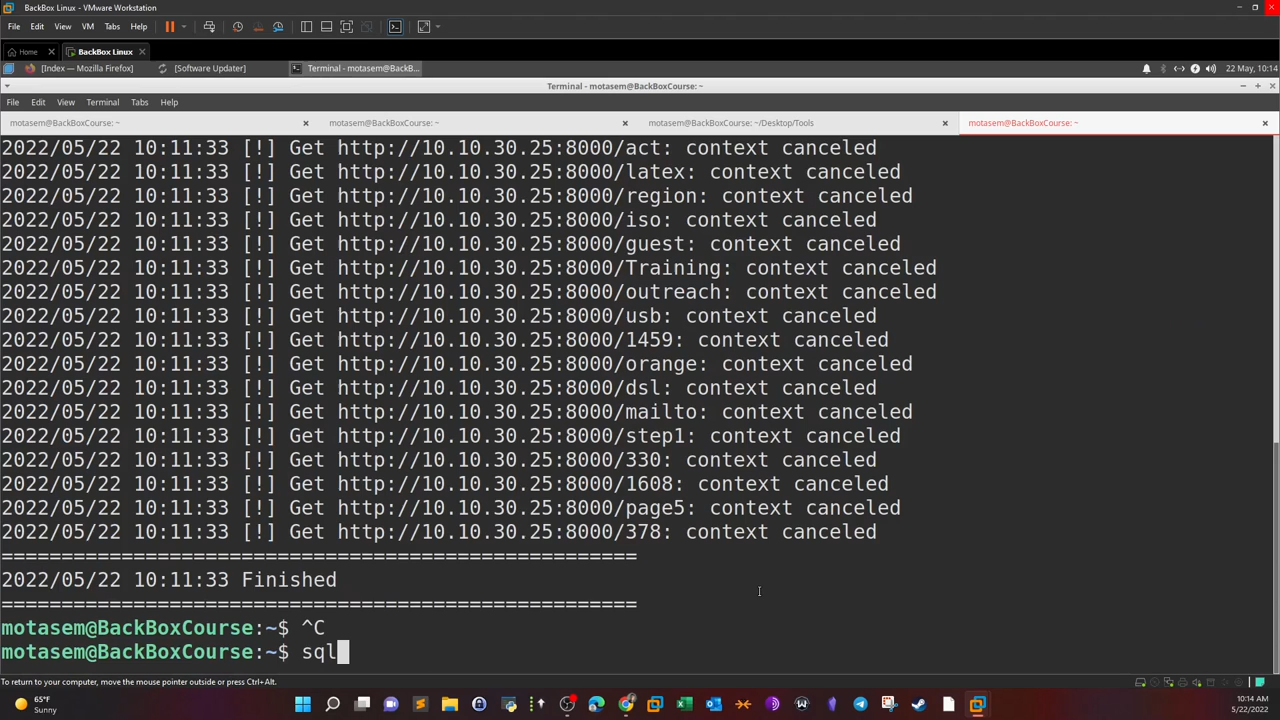 BackBox Linux - VMware Workstation
File Edit View VM Tabs Help
Home BackBox Linux
[Index — Mozilla Firefox] [Software Updater] Terminal - motasem@BackB... 22 May, 10:14
Terminal - motasem@BackBoxCourse: ~
File Edit View Terminal Tabs Help
motasem@BackBoxCourse: ~ motasem@BackBoxCourse: ~ motasem@BackBoxCourse: ~/Desktop/Tools motasem@BackBoxCourse: ~
2022/05/22 10:11:33 [!] Get http://10.10.30.25:8000/act: context canceled
2022/05/22 10:11:33 [!] Get http://10.10.30.25:8000/latex: context canceled
2022/05/22 10:11:33 [!] Get http://10.10.30.25:8000/region: context canceled
2022/05/22 10:11:33 [!] Get http://10.10.30.25:8000/iso: context canceled
2022/05/22 10:11:33 [!] Get http://10.10.30.25:8000/guest: context canceled
2022/05/22 10:11:33 [!] Get http://10.10.30.25:8000/Training: context canceled
2022/05/22 10:11:33 [!] Get http://10.10.30.25:8000/outreach: context canceled
2022/05/22 10:11:33 [!] Get http://10.10.30.25:8000/usb: context canceled
2022/05/22 10:11:33 [!] Get http://10.10.30.25:8000/1459: context canceled
2022/05/22 10:11:33 [!] Get http://10.10.30.25:8000/orange: context canceled
2022/05/22 10:11:33 [!] Get http://10.10.30.25:8000/dsl: context canceled
2022/05/22 10:11:33 [!] Get http://10.10.30.25:8000/mailto: context canceled
2022/05/22 10:11:33 [!] Get http://10.10.30.25:8000/step1: context canceled
2022/05/22 10:11:33 [!] Get http://10.10.30.25:8000/330: context canceled
2022/05/22 10:11:33 [!] Get http://10.10.30.25:8000/1608: context canceled
2022/05/22 10:11:33 [!] Get http://10.10.30.25:8000/page5: context canceled
2022/05/22 10:11:33 [!] Get http://10.10.30.25:8000/378: context canceled
=====================================================
2022/05/22 10:11:33 Finished
=====================================================
motasem@BackBoxCourse:~$ ^C
motasem@BackBoxCourse:~$ sql
To return to your computer, move the mouse pointer outside or press Ctrl+Alt.
65°F
Sunny
10:14 AM
5/22/2022